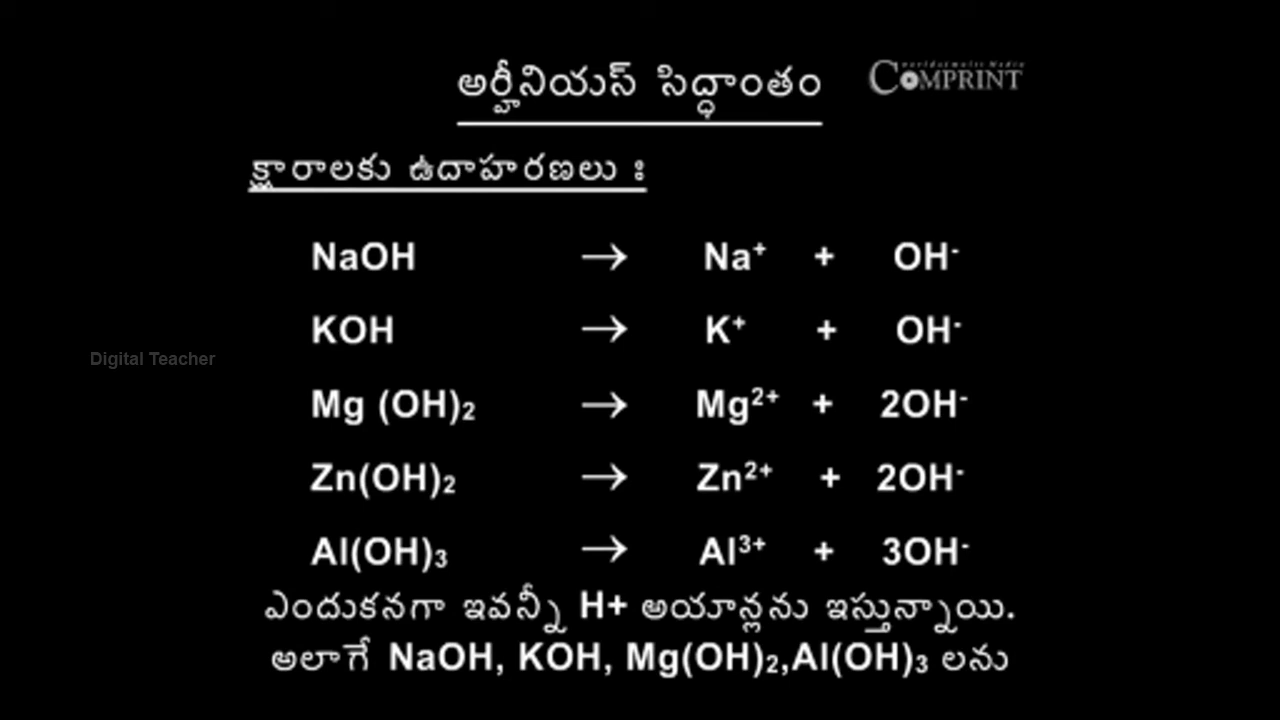 అర్హీనియస్ సిద్ధాంతం
worldsatmulti Media
COMPRINT
క్షారాలకు ఉదాహరణలు :
NaOH → Na⁺ + OH⁻
KOH → K⁺ + OH⁻
Digital Teacher
Mg (OH)₂ → Mg²⁺ + 2OH⁻
Zn(OH)₂ → Zn²⁺ + 2OH⁻
Al(OH)₃ → Al³⁺ + 3OH⁻
ఎందుకనగా ఇవన్నీ H+ అయాన్లను ఇస్తున్నాయి.
అలాగే NaOH, KOH, Mg(OH)₂,Al(OH)₃ లను